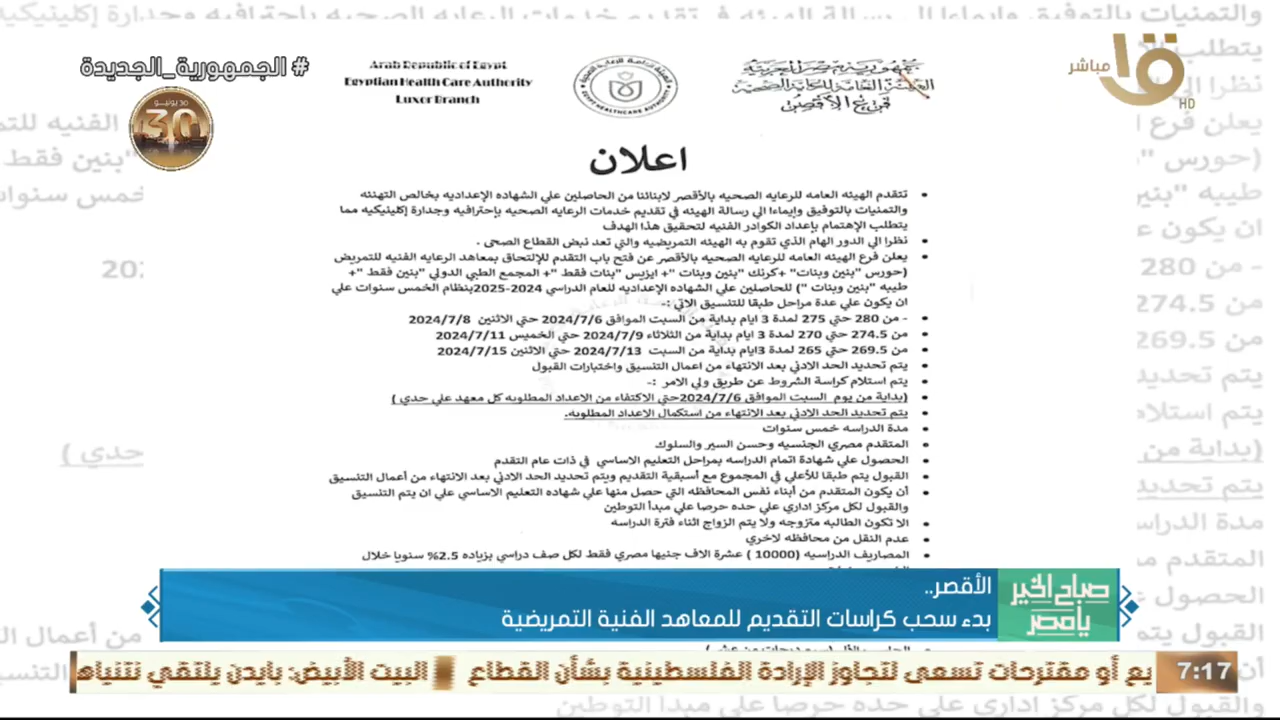 # الجمهورية_الجديدة
30 يونيو
30
مباشر
HD
Arab Republic of Egypt
Egyptian Health Care Authority
Luxor Branch
جمهورية مصر العربية
الهيئة العامة للرعاية الصحية
فرع الأقصر
اعلان
تتقدم الهيئه العامه للرعايه الصحيه بالأقصر لابنائنا من الحاصلين علي الشهاده الإعداديه بخالص التهنئه
والتمنيات بالتوفيق وإيماءا الي رسالة الهيئه في تقديم خدمات الرعايه الصحيه بإحترافيه وجدارة إكلينيكيه مما
يتطلب الإهتمام بإعداد الكوادر الفنيه لتحقيق هذا الهدف
نظرا الي الدور الهام الذي تقوم به الهيئه التمريضيه والتي تعد نبض القطاع الصحى .
يعلن فرع الهيئه العامه للرعايه الصحيه بالأقصر عن فتح باب التقدم للإلتحاق بمعاهد الرعايه الفنيه للتمريض
(حورس "بنين وبنات" +كرنك "بنين وبنات "+ ايزيس "بنات فقط "+ المجمع الطبي الدولي "بنين فقط "+
طيبه "بنين وبنات ") للحاصلين علي الشهاده الإعداديه للعام الدراسي 2024-2025بنظام الخمس سنوات علي
ان يكون علي عدة مراحل طبقا للتنسيق الاتي :-
- من 280 حتي 275 لمدة 3 ايام بداية من السبت الموافق 2024/7/6 حتي الاثنين 2024/7/8
من 274.5 حتي 270 لمدة 3 ايام بداية من الثلاثاء 2024/7/9 حتي الخميس 2024/7/11
من 269.5 حتي 265 لمدة 3ايام بداية من السبت 2024/7/13 حتي الاثنين 2024/7/15
يتم تحديد الحد الادني بعد الانتهاء من اعمال التنسيق واختبارات القبول
يتم استلام كراسة الشروط عن طريق ولي الامر :-
(بداية من يوم السبت الموافق 2024/7/6حتي الاكتفاء من الاعداد المطلوبه كل معهد علي حدي )
يتم تحديد الحد الادني بعد الانتهاء من استكمال الاعداد المطلوبه.
مدة الدراسه خمس سنوات
المتقدم مصري الجنسيه وحسن السير والسلوك
الحصول علي شهادة اتمام الدراسه بمراحل التعليم الاساسي في ذات عام التقدم
القبول يتم طبقا للأعلي في المجموع مع أسبقية التقديم ويتم تحديد الحد الادني بعد الانتهاء من أعمال التنسيق
أن يكون المتقدم من أبناء نفس المحافظه التي حصل منها علي شهاده التعليم الاساسي علي ان يتم التنسيق
والقبول لكل مركز اداري علي حده حرصا علي مبدأ التوطين
الا تكون الطالبه متزوجه ولا يتم الزواج اثناء فترة الدراسه
عدم النقل من محافظه لاخري
المصاريف الدراسيه (10000 ) عشرة الاف جنيها مصري فقط لكل صف دراسي بزياده 2.5% سنويا خلال
صباح الخير يا مصر
الأقصر..
بدء سحب كراسات التقديم للمعاهد الفنية التمريضية
7:17
يع أو مقترحات تسعى لتجاوز الإرادة الفلسطينية بشأن القطاع
البيت الأبيض: بايدن يلتقي نتنياه